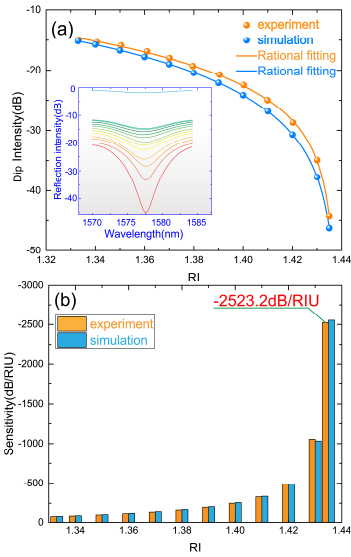 (a)
experiment
simulation
Rational fitting
Rational fitting
-10
-20
-30
-40
-50
Dip Intensity(dB)
0
-10
-20
-30
-40
Reflection intensity(dB)
1570 1575 1580 1585
Wavelength(nm)
1.32 1.34 1.36 1.38 1.40 1.42 1.44
RI
(b)
-2523.2dB/RIU
experiment
simulation
-3000
-2500
-2000
-1500
-1000
-500
0
Sensitivity(dB/RIU)
1.34 1.36 1.38 1.40 1.42 1.44
RI